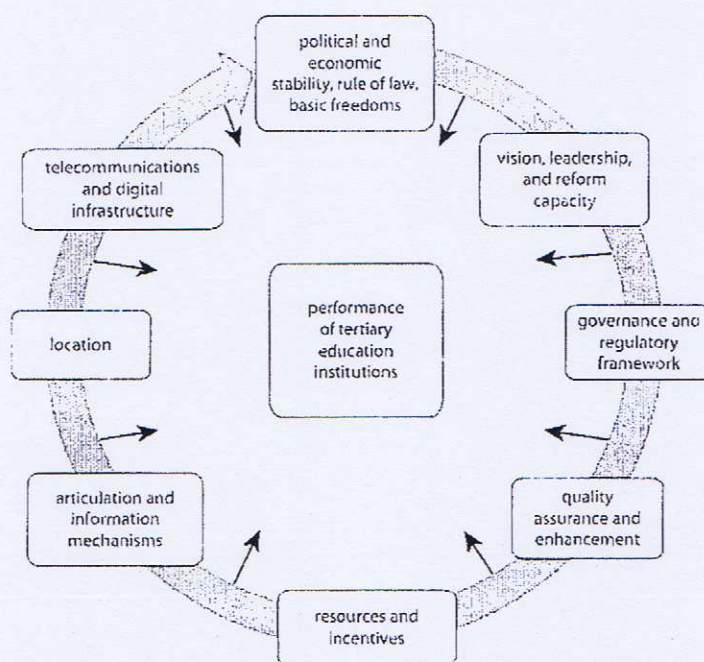 political and
economic
stability, rule of law,
basic freedoms
vision, leadership,
and reform
capacity
governance and
regulatory
framework
quality
assurance and
enhancement
resources and
incentives
articulation and
information
mechanisms
location
telecommunications
and digital
infrastructure
performance
of tertiary
education
institutions